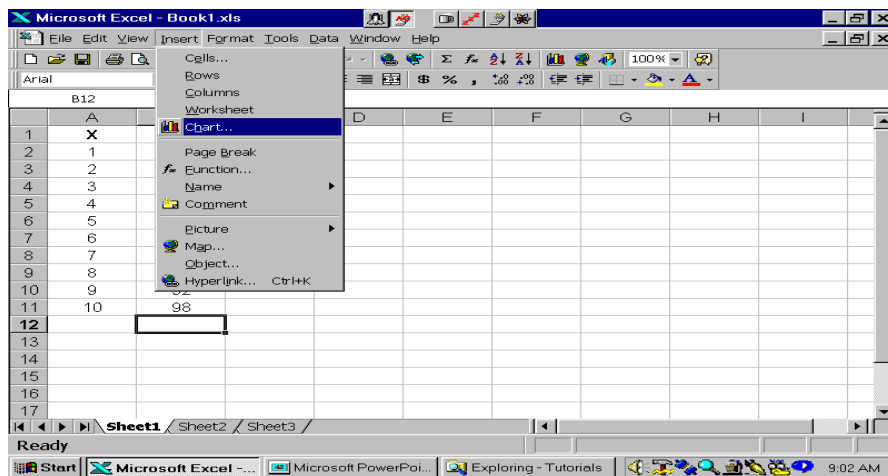 Microsoft Excel - Book1.xls
File Edit View Insert Format Tools Data Window Help
Σ 100%
Arial $ % ,
B12
A D E F G H I
1 X
2 1
3 2
4 3
5 4
6 5
7 6
8 7
9 8
10 9
11 10 98
12
13
14
15
16
17
Cells...
Rows
Columns
Worksheet
Chart...
Page Break
Function...
Name
Comment
Picture
Map...
Object...
Hyperlink... Ctrl+K
Sheet1 Sheet2 Sheet3
Ready
Start Microsoft Excel -... Microsoft PowerPoi... Exploring - Tutorials 9:02 AM